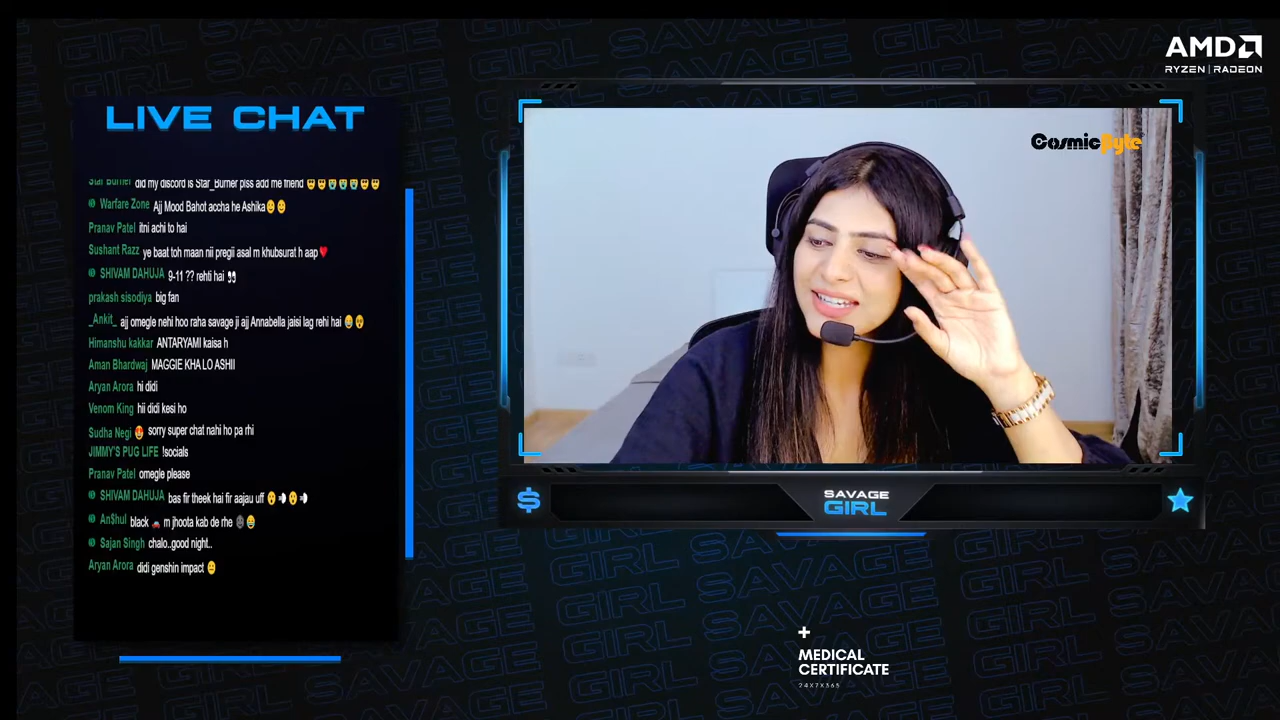 AMD
RYZEN | RADEON
LIVE CHAT
CosmicByte
Star Burner did my discord is Star_Burner plss add me friend
Warfare Zone Ajj Mood Bahot accha he Ashika
Pranav Patel itni achi to hai
Sushant Razz ye baat toh maan nii pregii asal m khubsurat h aap
SHIVAM DAHUJA 9-11 ?? rehti hai
prakash sisodiya big fan
_Ankit_ ajj omegle nehi hoo raha savage ji ajj Annabella jaisi lag rehi hai
Himanshu kakkar ANTARYAMI kaisa h
Aman Bhardwaj MAGGIE KHA LO ASHII
Aryan Arora hi didi
Venom King hii didi kesi ho
Sudha Negi sorry super chat nahi ho pa rhi
JIMMY'S PUG LIFE !socials
Pranav Patel omegle please
SHIVAM DAHUJA bas fir theek hai fir aajau uff
An$hul black m jhoota kab de rhe
Sajan Singh chalo..good night..
Aryan Arora didi genshin impact
$
SAVAGE
GIRL
MEDICAL
CERTIFICATE
24X7X365